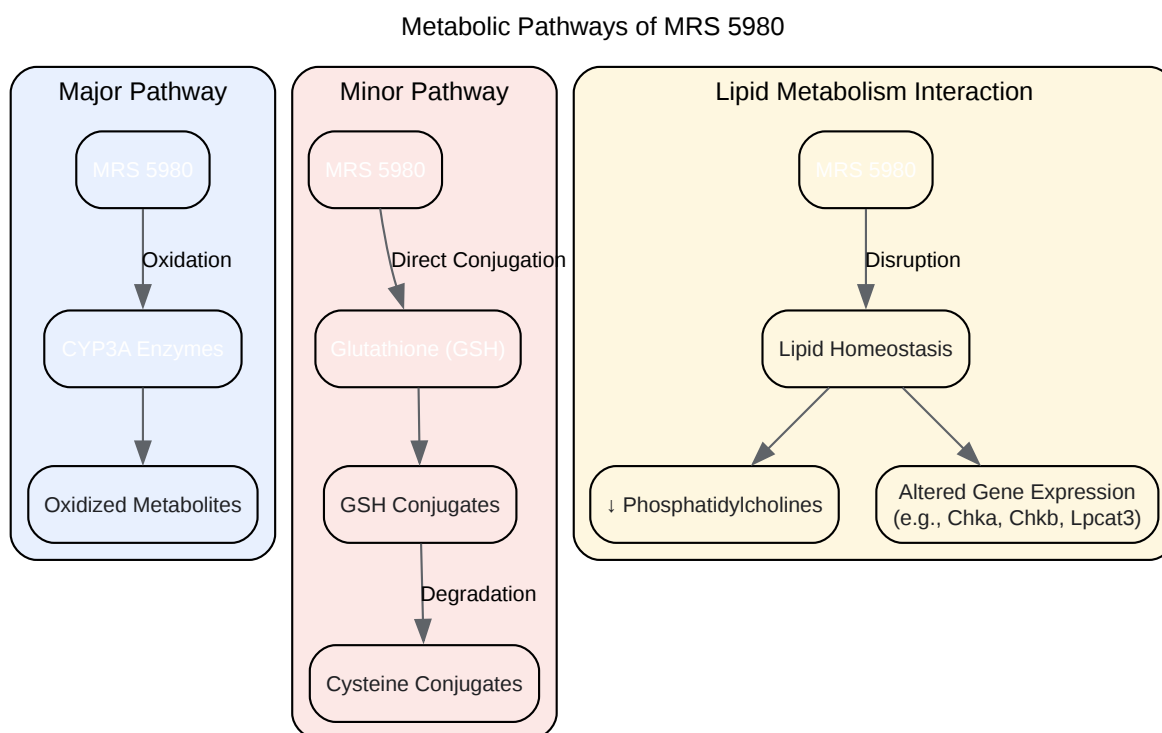 Metabolic Pathways of MRS 5980
Major Pathway
MRS 5980
Oxidation
CYP3A Enzymes
Oxidized Metabolites
Minor Pathway
MRS 5980
Direct Conjugation
Glutathione (GSH)
GSH Conjugates
Degradation
Cysteine Conjugates
Lipid Metabolism Interaction
MRS 5980
Disruption
Lipid Homeostasis
↓ Phosphatidylcholines
Altered Gene Expression
(e.g., Chka, Chkb, Lpcat3)